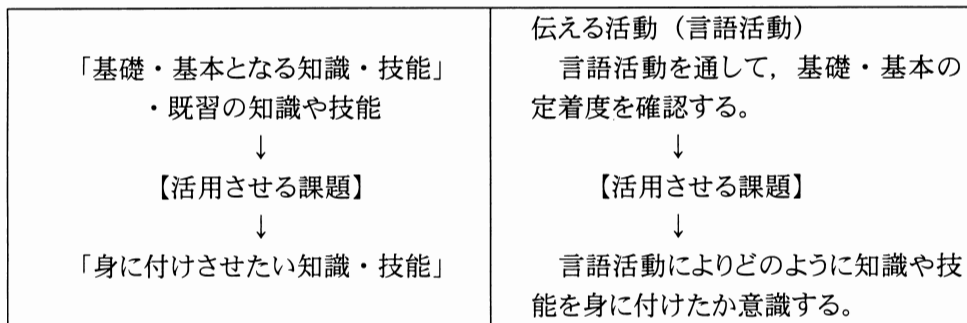 「基礎・基本となる知識・技能」
・既習の知識や技能
↓
【活用させる課題】
↓
「身に付けさせたい知識・技能」
伝える活動（言語活動）
言語活動を通して，基礎・基本の
定着度を確認する。
↓
【活用させる課題】
↓
言語活動によりどのように知識や技
能を身に付けたか意識する。